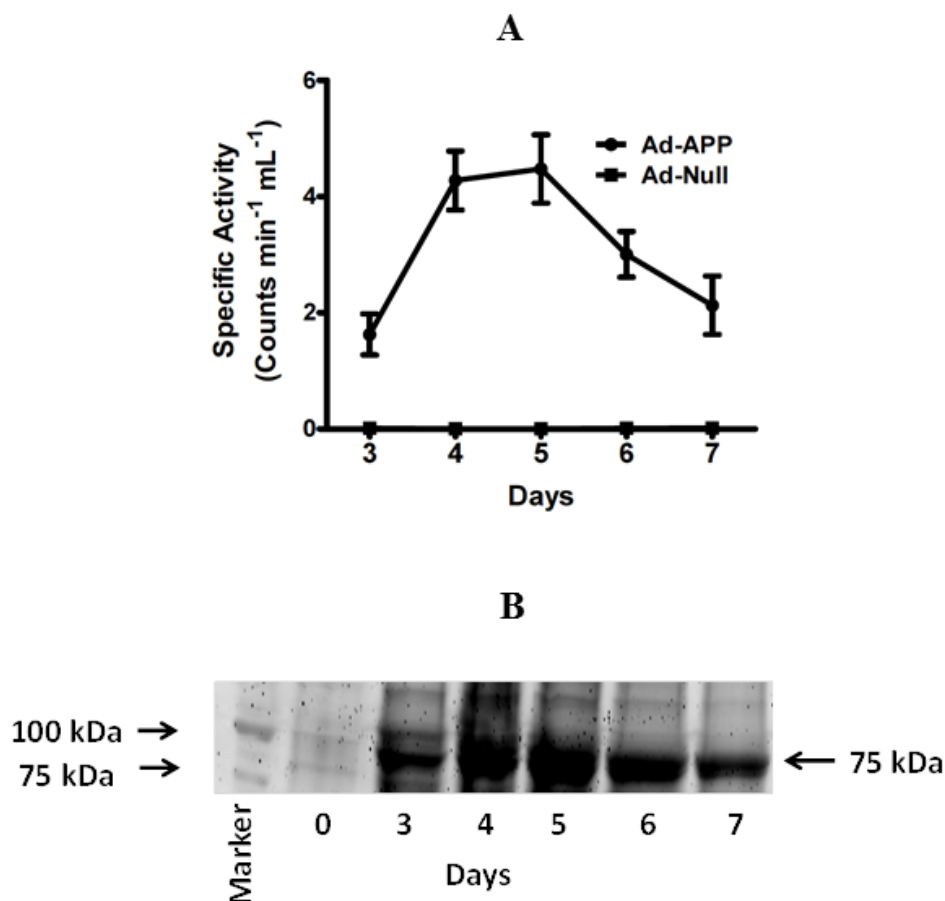 A
6
4
2
0
Specific Activity
(Counts min⁻¹ mL⁻¹)
Ad-APP
Ad-Null
3 4 5 6 7
Days
B
100 kDa
75 kDa
75 kDa
Marker
0 3 4 5 6 7
Days